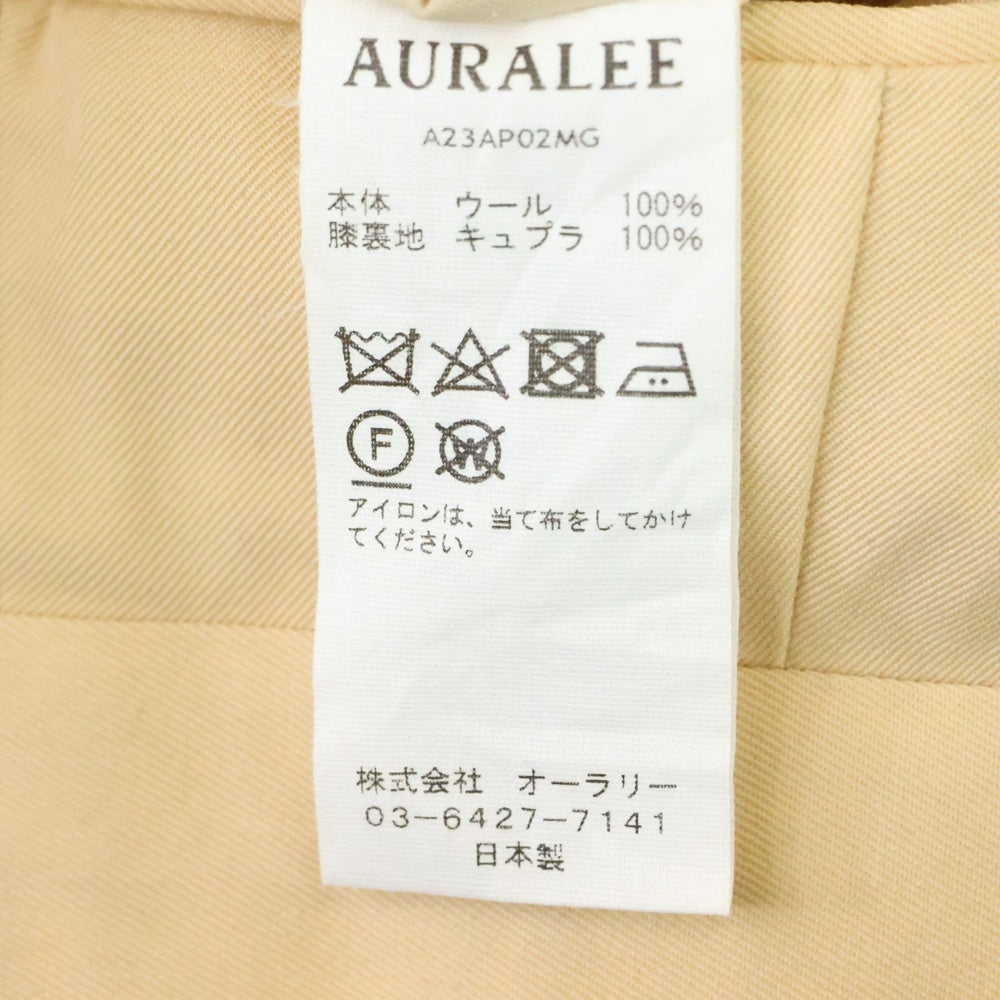 AURALEE
A23AP02MG
本体 ウール 100%
膝裏地 キュプラ 100%
F W
アイロンは、当て布をしてかけ
てください。
株式会社 オーラリー
03-6427-7141
日本製